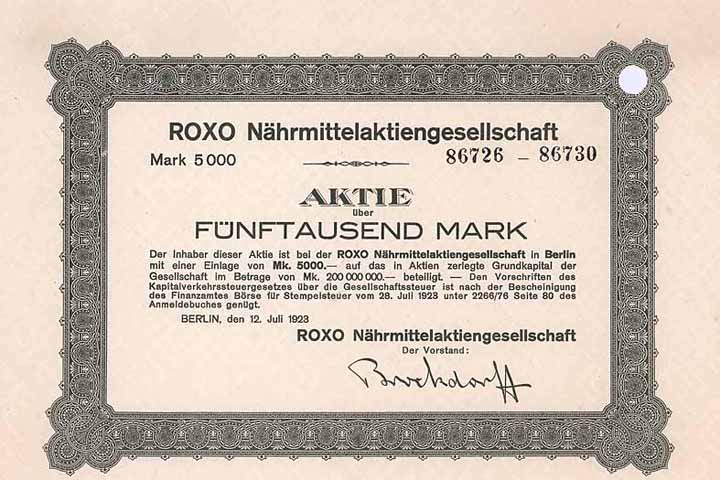 ROXO Nährmittelaktiengesellschaft
Mark 5000
86726 — 86730
AKTIE
über
FÜNFTAUSEND MARK
Der Inhaber dieser Aktie ist bei der ROXO Nährmittelaktiengesellschaft in Berlin
mit einer Einlage von Mk. 5000.— auf das in Aktien zerlegte Grundkapital der
Gesellschaft im Betrage von Mk. 200 000 000.— beteiligt. — Den Vorschriften des
Kapitalverkehrssteuergesetzes über die Gesellschaftssteuer ist nach der Bescheinigung
des Finanzamtes Börse für Stempelsteuer vom 28. Juli 1923 unter 2266/76 Seite 80 des
Anmeldebuches genügt.
BERLIN, den 12. Juli 1923
ROXO Nährmittelaktiengesellschaft
Der Vorstand:
Brockdorff